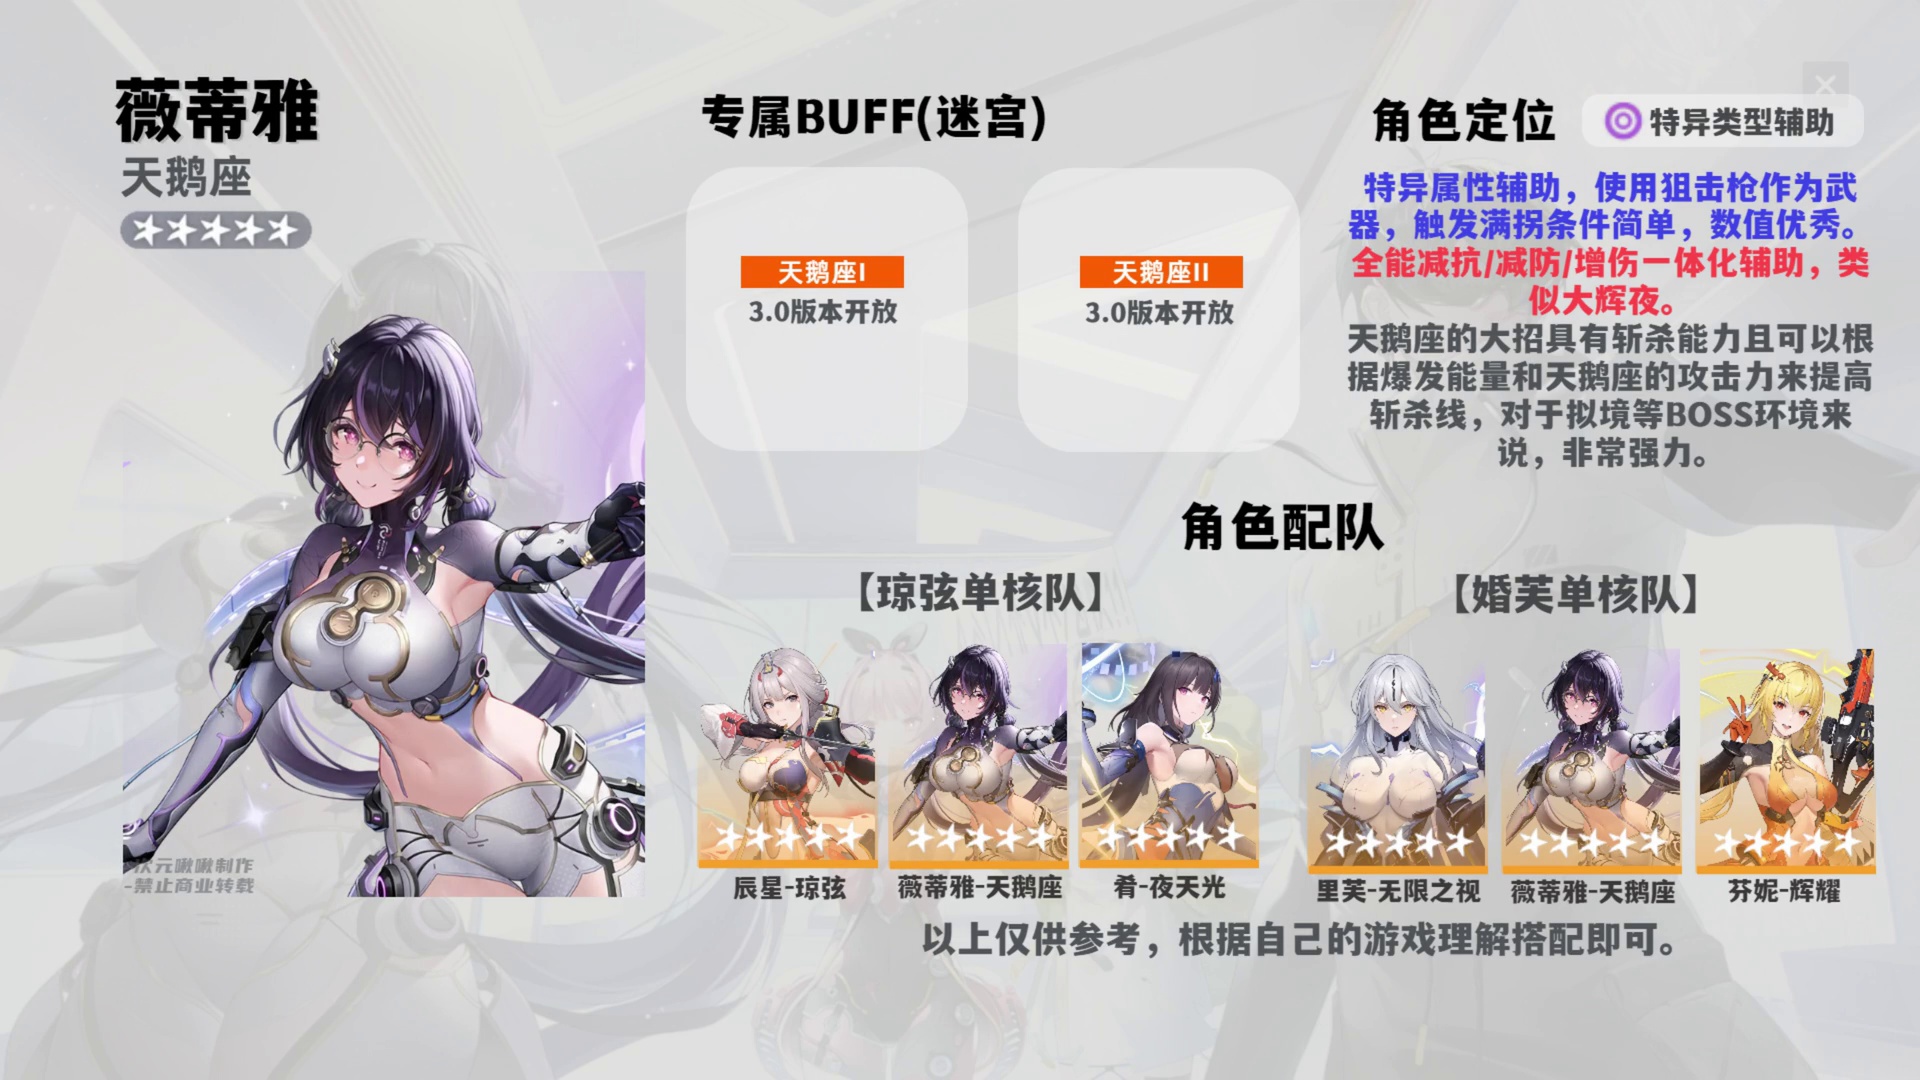 薇蒂雅
天鹅座
专属BUFF(迷宫)
天鹅座I
3.0版本开放
天鹅座II
3.0版本开放
角色定位
特异类型辅助
特异属性辅助，使用狙击枪作为武
器，触发满拐条件简单，数值优秀。
全能减抗/减防/增伤一体化辅助，类
似大辉夜。
天鹅座的大招具有斩杀能力且可以根
据爆发能量和天鹅座的攻击力来提高
斩杀线，对于拟境等BOSS环境来
说，非常强力。
角色配队
【琼弦单核队】
辰星-琼弦
薇蒂雅-天鹅座
肴-夜天光
【婚芙单核队】
里芙-无限之视
薇蒂雅-天鹅座
芬妮-辉耀
以上仅供参考，根据自己的游戏理解搭配即可。
次元啾啾制作
-禁止商业转载